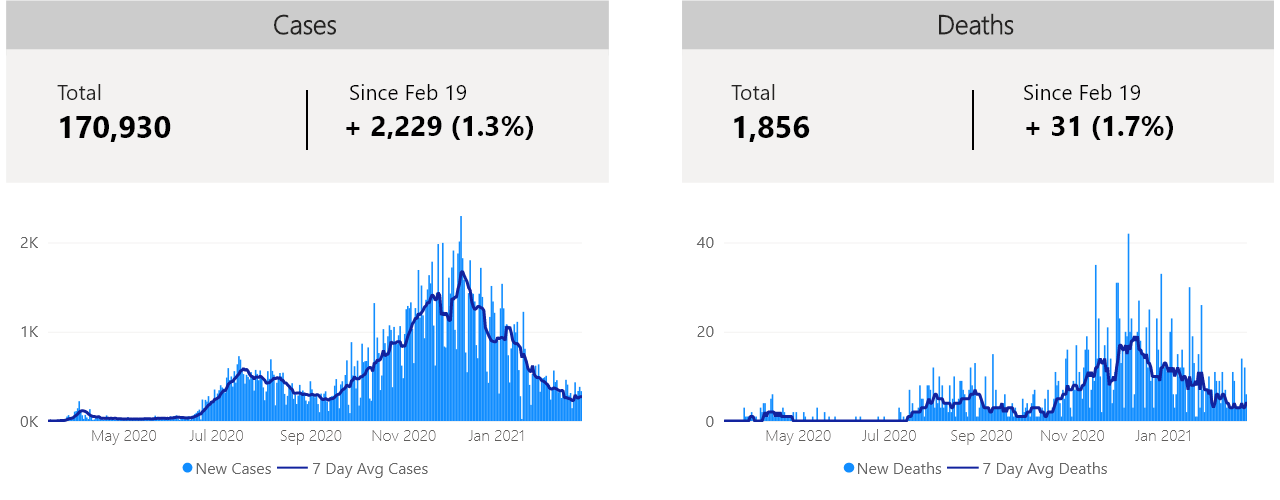 Cases
Total
Since Feb 19
170,930
+ 2,229 (1.3%)
2K
1K
0K
May 2020
Jul 2020
Sep 2020
Nov 2020
Jan 2021
New Cases
7 Day Avg Cases
Deaths
Total
Since Feb 19
1,856
+ 31 (1.7%)
40
20
0
May 2020
Jul 2020
Sep 2020
Nov 2020
Jan 2021
New Deaths
7 Day Avg Deaths